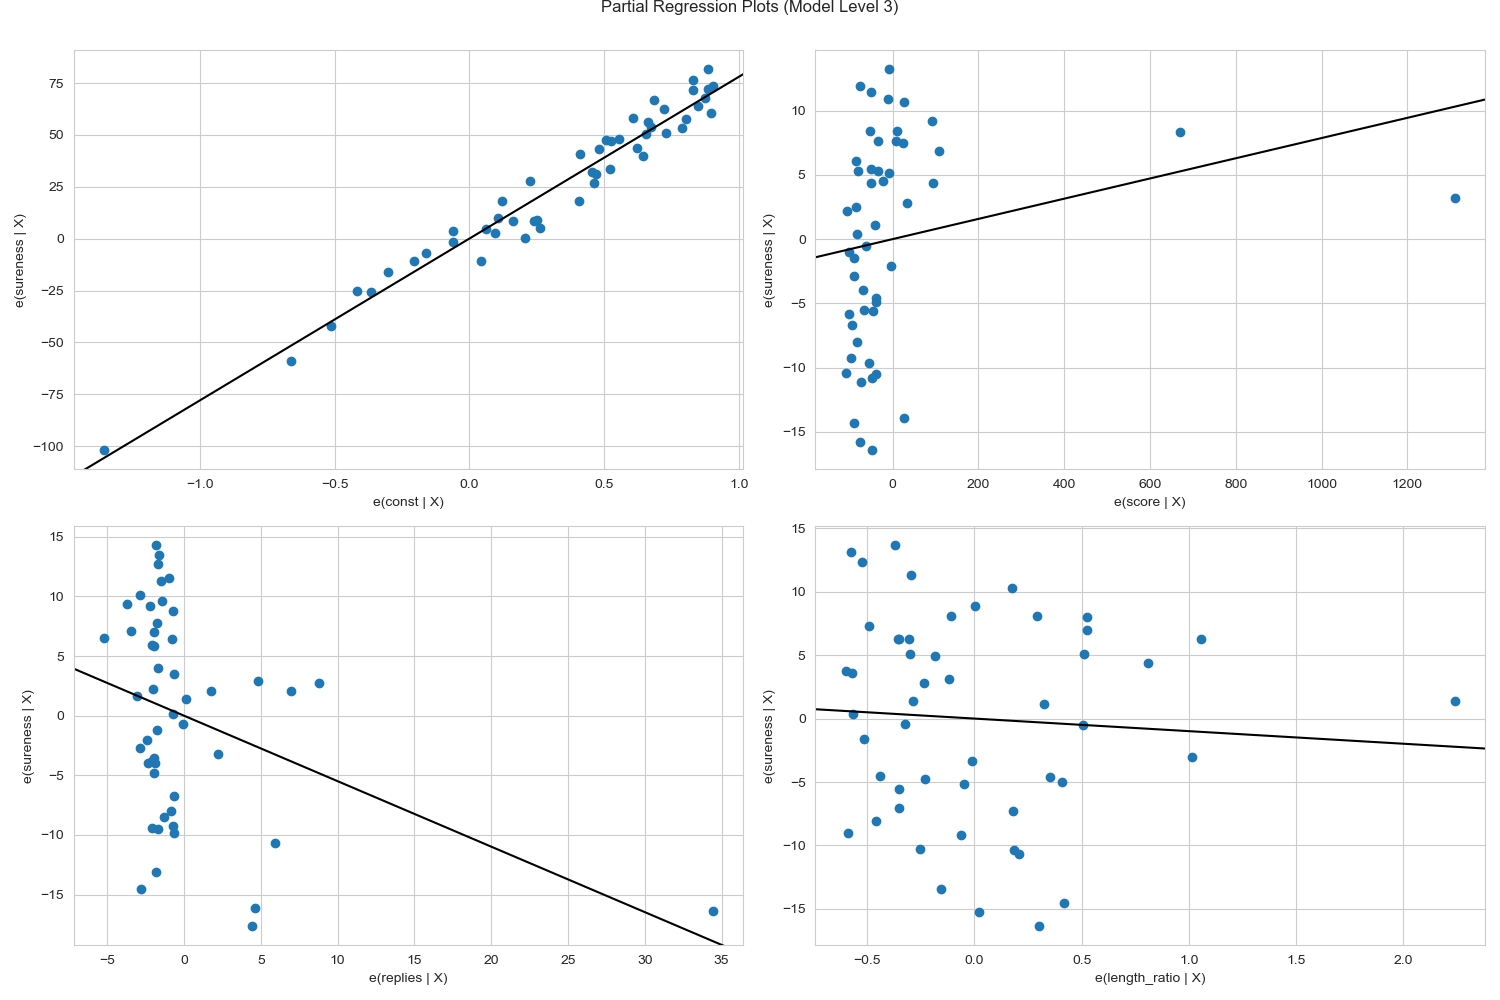 Partial Regression Plots (Model Level 3)
75
50
25
0
−25
−50
−75
−100
e(sureness | X)
−1.0 −0.5 0.0 0.5 1.0
e(const | X)
10
5
0
−5
−10
−15
e(sureness | X)
0 200 400 600 800 1000 1200
e(score | X)
15
10
5
0
−5
−10
−15
e(sureness | X)
−5 0 5 10 15 20 25 30 35
e(replies | X)
15
10
5
0
−5
−10
−15
e(sureness | X)
−0.5 0.0 0.5 1.0 1.5 2.0
e(length_ratio | X)